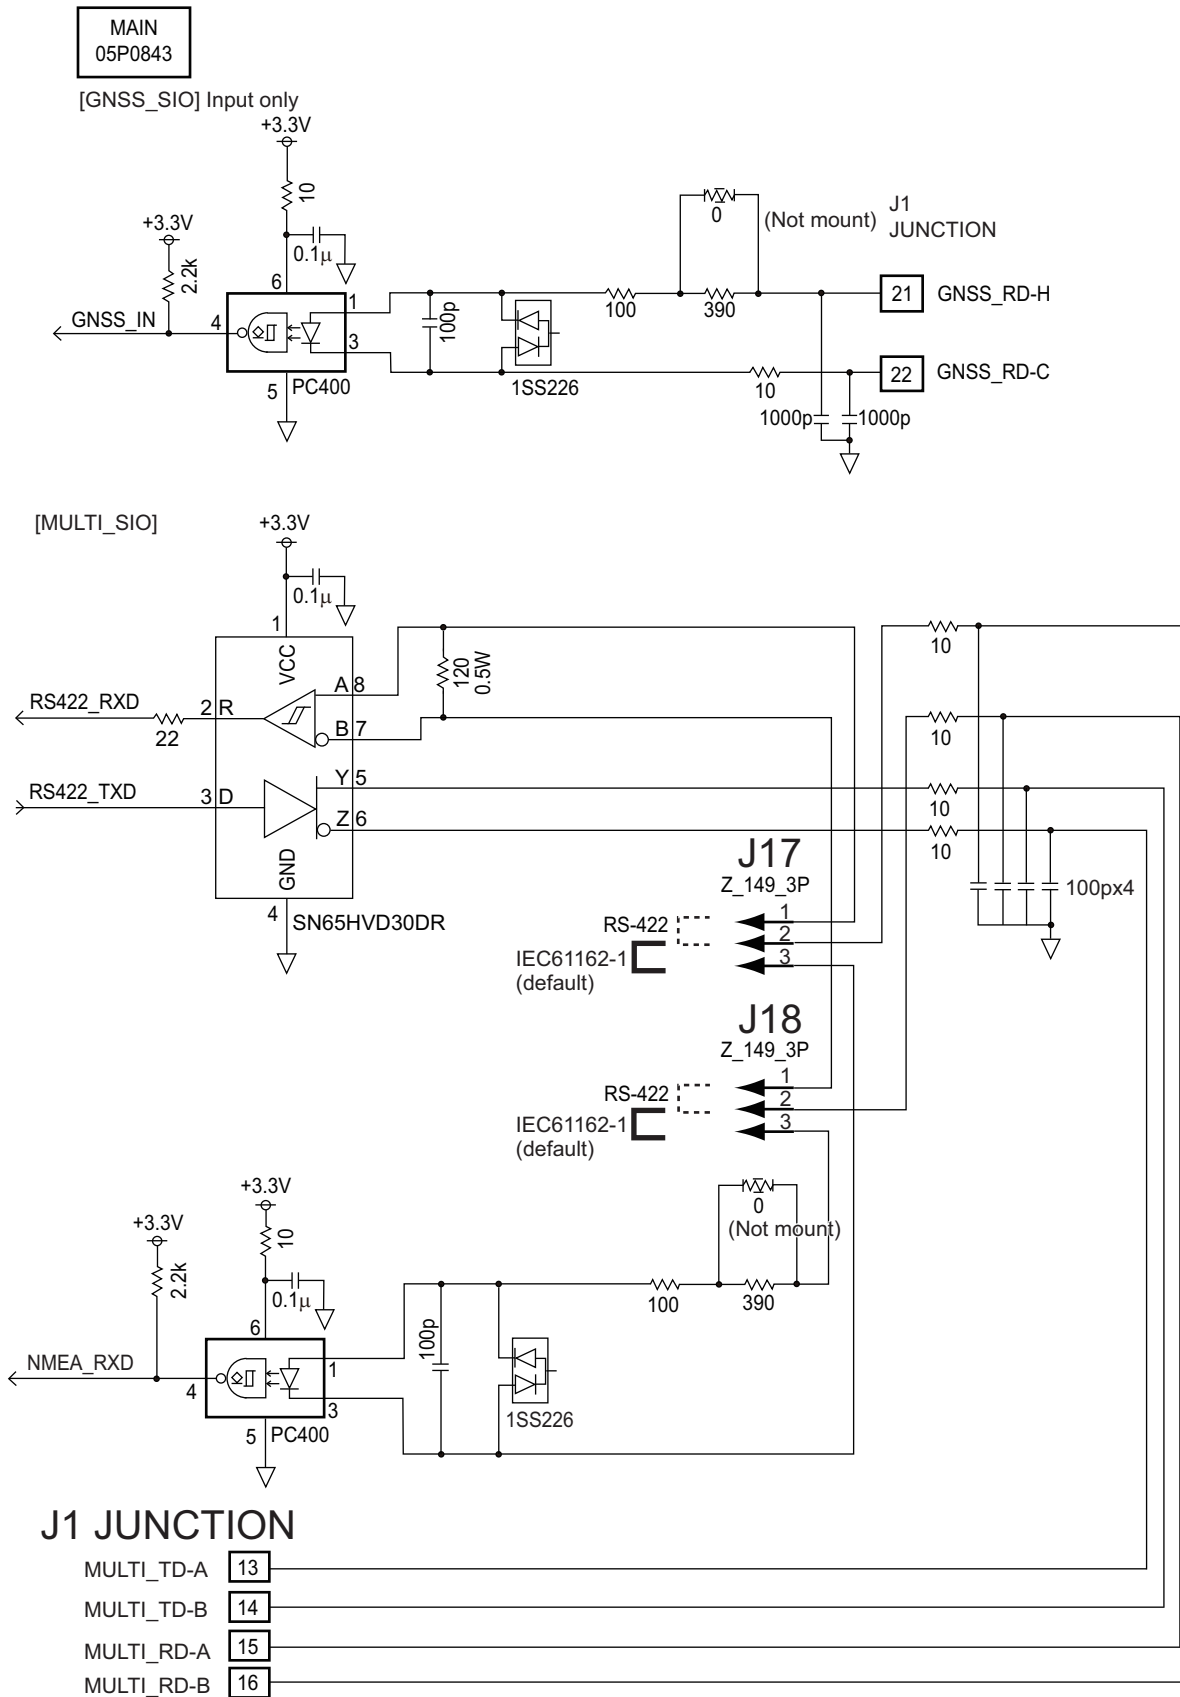 MAIN
05P0843
[GNSS_SIO] Input only
+3.3V
10
0.1μ
+3.3V
2.2k
GNSS_IN
4
6
1
3
5
PC400
100p
1SS226
100
0
(Not mount)
390
J1
JUNCTION
21
GNSS_RD-H
10
22
GNSS_RD-C
1000p
1000p
[MULTI_SIO]
+3.3V
0.1μ
1
VCC
RS422_RXD
22
2
R
A
8
B
7
120
0.5W
RS422_TXD
3
D
Y
5
Z
6
GND
4
SN65HVD30DR
10
10
10
10
100px4
J17
Z_149_3P
RS-422
IEC61162-1
(default)
1
2
3
J18
Z_149_3P
RS-422
IEC61162-1
(default)
1
2
3
+3.3V
10
0.1μ
+3.3V
2.2k
NMEA_RXD
4
6
1
3
5
PC400
100p
1SS226
100
0
(Not mount)
390
J1 JUNCTION
MULTI_TD-A
13
MULTI_TD-B
14
MULTI_RD-A
15
MULTI_RD-B
16